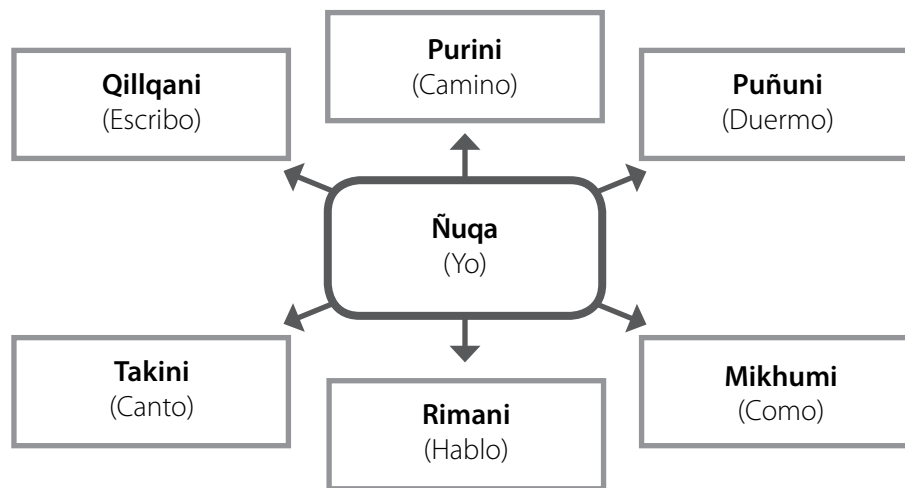 Purini
(Camino)
Qillqani
(Escribo)
Puñuni
(Duermo)
Ñuqa
(Yo)
Takini
(Canto)
Mikhumi
(Como)
Rimani
(Hablo)